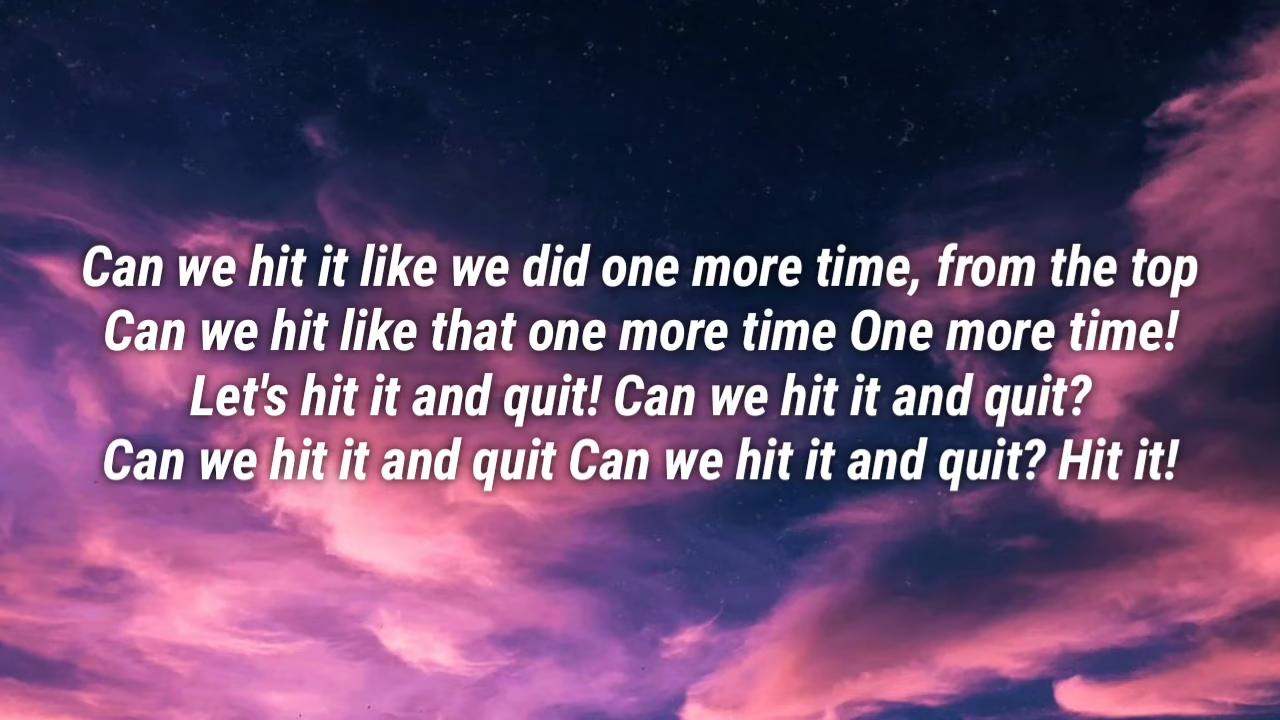 Can we hit it like we did one more time, from the top
Can we hit like that one more time One more time!
Let's hit it and quit! Can we hit it and quit?
Can we hit it and quit Can we hit it and quit? Hit it!